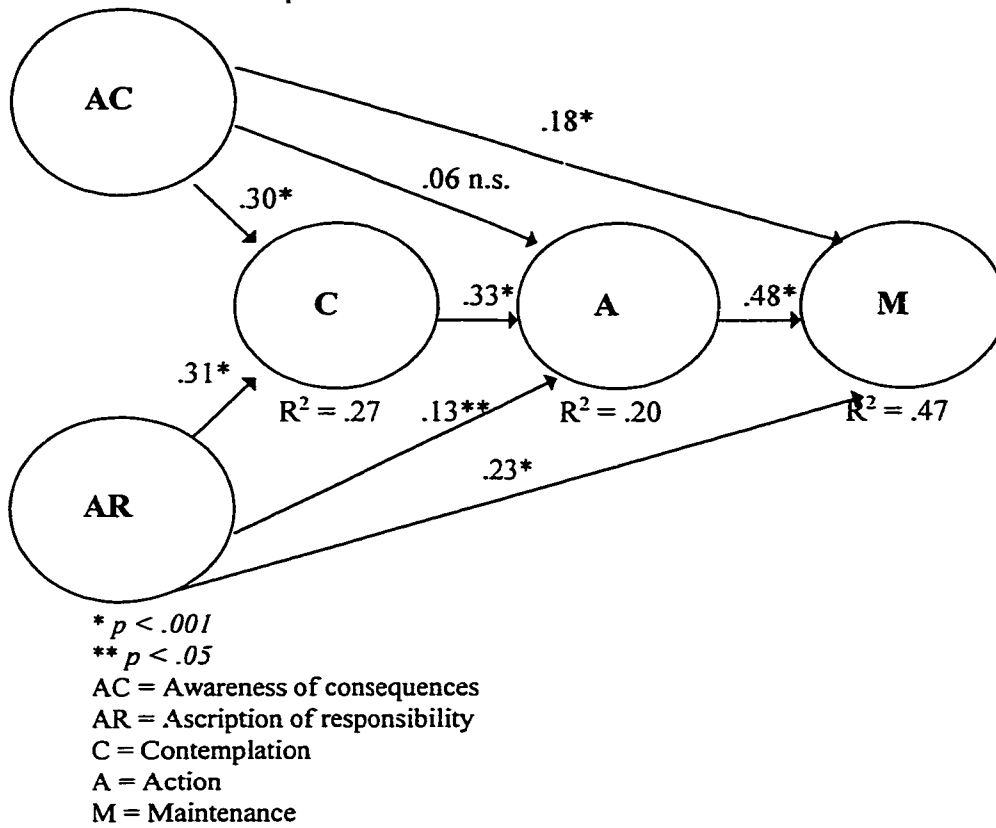 AC
.18*
.06 n.s.
.30*
C
.33*
A
.48*
M
.31*
R² = .27
.13**
R² = .20
R² = .47
.23*
AR
* p < .001
** p < .05
AC = Awareness of consequences
AR = Ascription of responsibility
C = Contemplation
A = Action
M = Maintenance